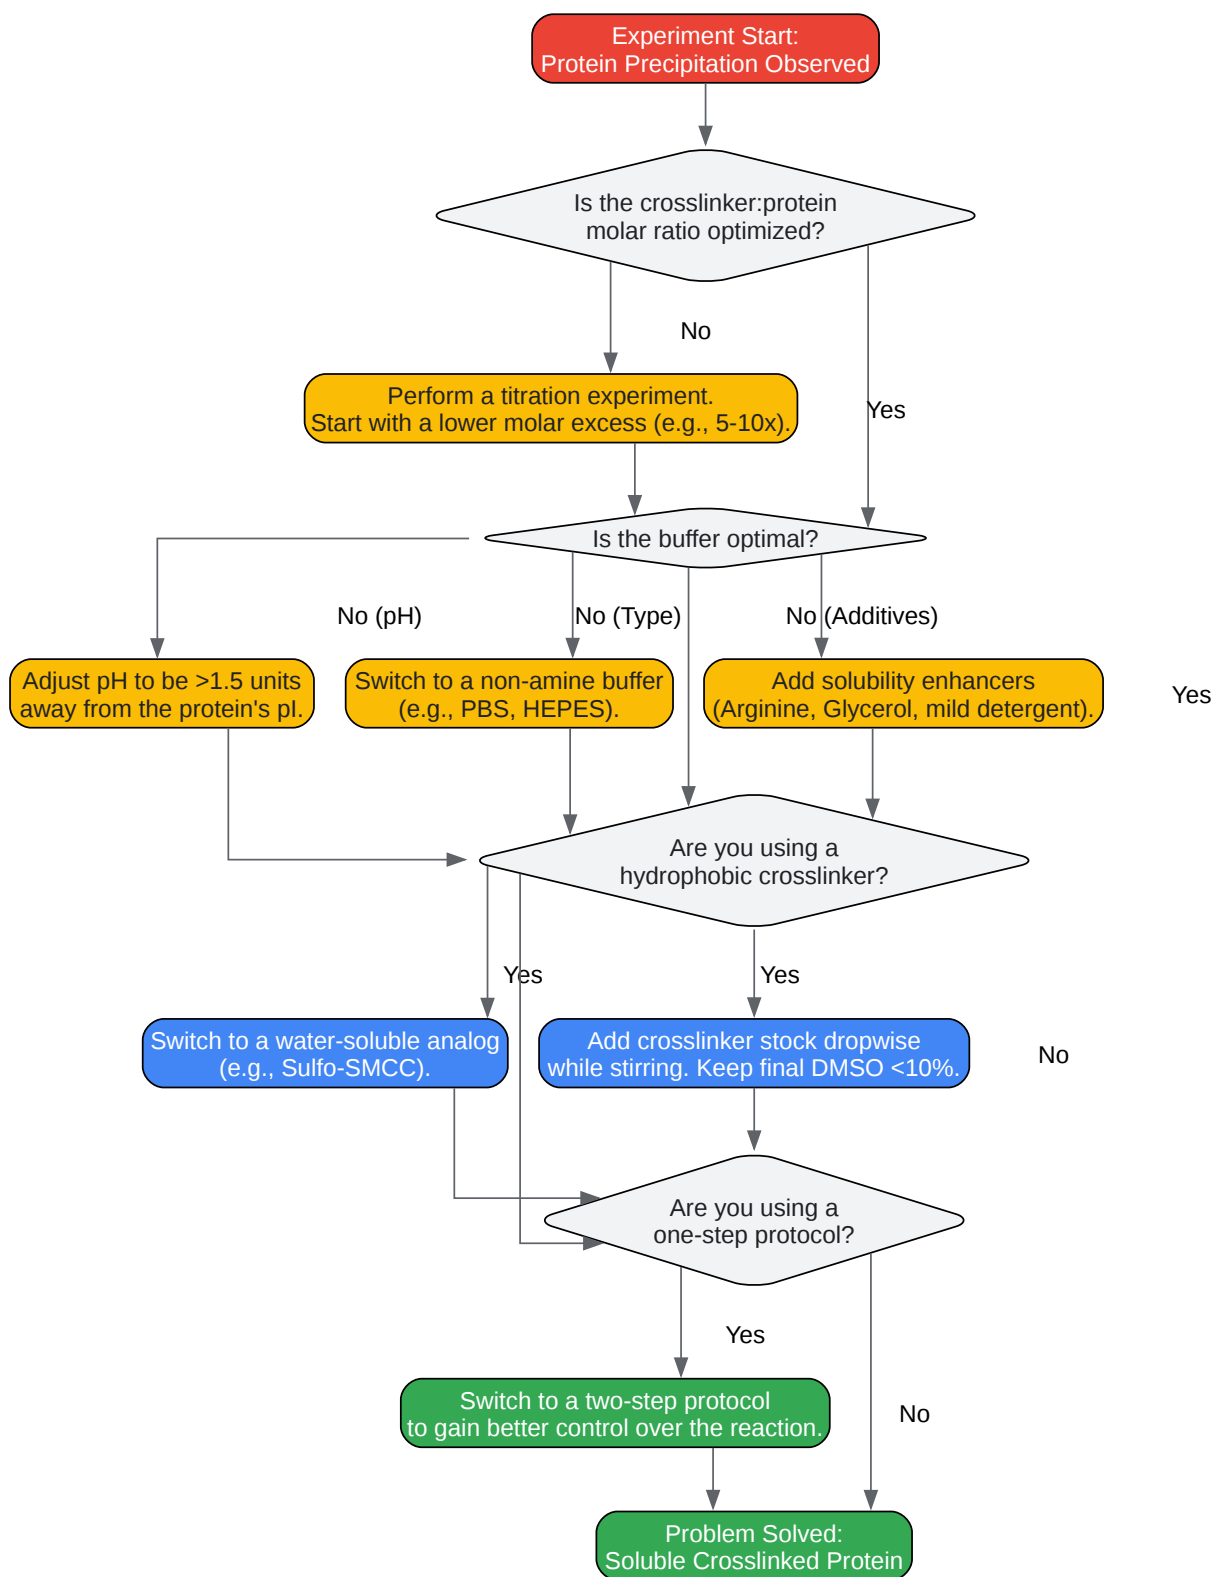 Experiment Start:
Protein Precipitation Observed
Is the crosslinker:protein
molar ratio optimized?
No
Perform a titration experiment.
Start with a lower molar excess (e.g., 5-10x).
Yes
Is the buffer optimal?
No (pH)
No (Type)
No (Additives)
Adjust pH to be >1.5 units
away from the protein's pI.
Switch to a non-amine buffer
(e.g., PBS, HEPES).
Add solubility enhancers
(Arginine, Glycerol, mild detergent).
Yes
Are you using a
hydrophobic crosslinker?
Yes
Yes
Switch to a water-soluble analog
(e.g., Sulfo-SMCC).
Add crosslinker stock dropwise
while stirring. Keep final DMSO <10%.
No
Are you using a
one-step protocol?
Yes
Switch to a two-step protocol
to gain better control over the reaction.
No
Problem Solved:
Soluble Crosslinked Protein